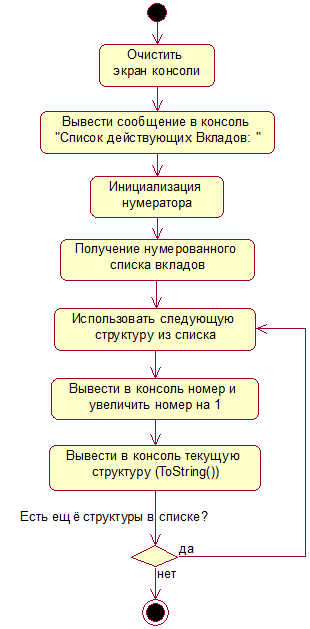 Очистить
экран консоли
Вывести сообщение в консоль
"Список действующих Вкладов: "
Инициализация
нумератора
Получение нумерованного
списка вкладов
Использовать следующую
структуру из списка
Вывести в консоль номер и
увеличить номер на 1
Вывести в консоль текущую
структуру (ToString())
Есть ещё структуры в списке?
да
нет